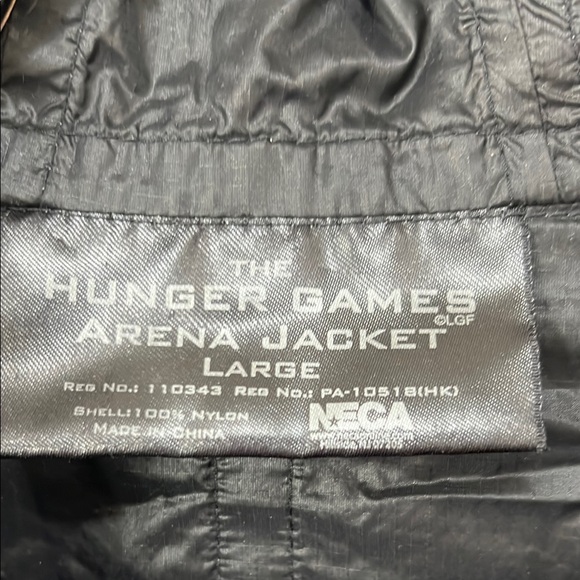 THE
HUNGER GAMES
©LGF
ARENA JACKET
LARGE
REG NO.: 110343 REG NO.: PA-10518(HK)
SHELL:100% NYLON
MADE IN CHINA
NECA